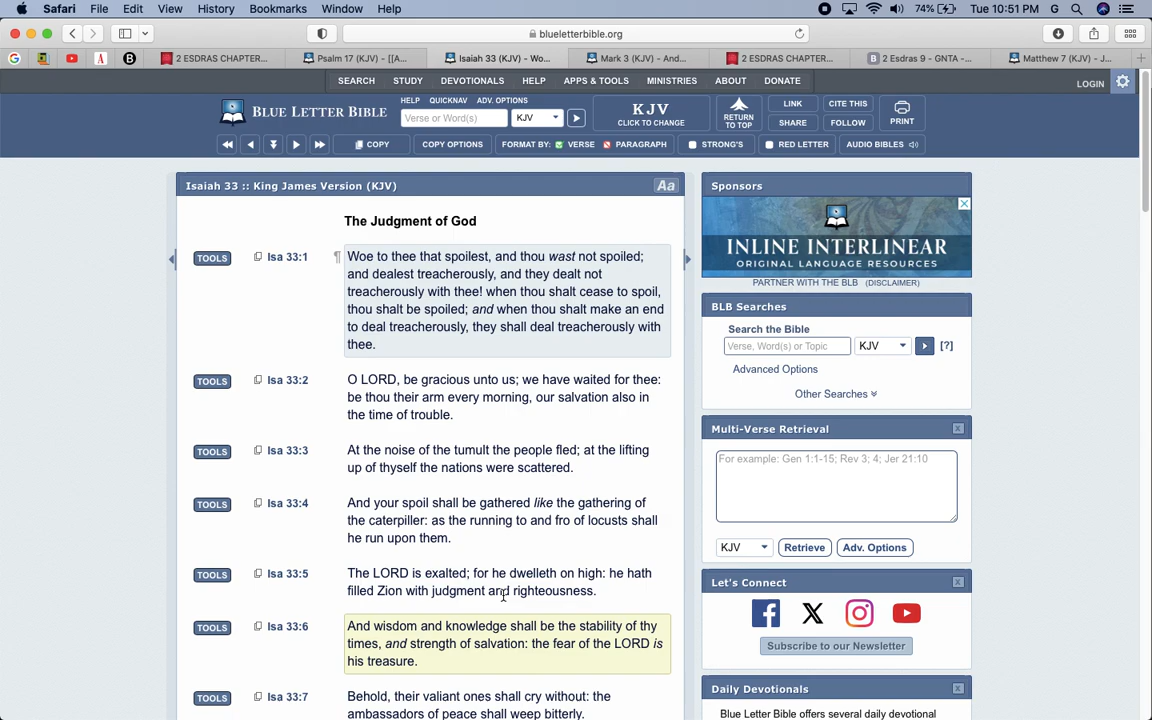 Safari File Edit View History Bookmarks Window Help 74% Tue 10:51 PM G
blueletterbible.org
2 ESDRAS CHAPTER... Psalm 17 (KJV) - [[A... Isaiah 33 (KJV) - Wo... Mark 3 (KJV) - And... 2 ESDRAS CHAPTER... 2 Esdras 9 - GNTA -... Matthew 7 (KJV) - J...
SEARCH STUDY DEVOTIONALS HELP APPS & TOOLS MINISTRIES ABOUT DONATE LOGIN
BLUE LETTER BIBLE
HELP QUICKNAV ADV. OPTIONS
Verse or Word(s) KJV
KJV
CLICK TO CHANGE
RETURN
TO TOP
LINK CITE THIS
SHARE FOLLOW
PRINT
COPY COPY OPTIONS FORMAT BY: VERSE PARAGRAPH STRONG'S RED LETTER AUDIO BIBLES
Isaiah 33 :: King James Version (KJV) Aa
The Judgment of God
TOOLS Isa 33:1 ¶ Woe to thee that spoilest, and thou wast not spoiled;
and dealest treacherously, and they dealt not
treacherously with thee! when thou shalt cease to spoil,
thou shalt be spoiled; and when thou shalt make an end
to deal treacherously, they shall deal treacherously with
thee.
TOOLS Isa 33:2 O LORD, be gracious unto us; we have waited for thee:
be thou their arm every morning, our salvation also in
the time of trouble.
TOOLS Isa 33:3 At the noise of the tumult the people fled; at the lifting
up of thyself the nations were scattered.
TOOLS Isa 33:4 And your spoil shall be gathered like the gathering of
the caterpiller: as the running to and fro of locusts shall
he run upon them.
TOOLS Isa 33:5 The LORD is exalted; for he dwelleth on high: he hath
filled Zion with judgment and righteousness.
TOOLS Isa 33:6 And wisdom and knowledge shall be the stability of thy
times, and strength of salvation: the fear of the LORD is
his treasure.
TOOLS Isa 33:7 Behold, their valiant ones shall cry without: the
ambassadors of peace shall weep bitterly.
Sponsors
INLINE INTERLINEAR
ORIGINAL LANGUAGE RESOURCES
PARTNER WITH THE BLB (DISCLAIMER)
BLB Searches
Search the Bible
Verse, Word(s) or Topic KJV [?]
Advanced Options
Other Searches
Multi-Verse Retrieval
For example: Gen 1:1-15; Rev 3; 4; Jer 21:10
KJV Retrieve Adv. Options
Let's Connect
Subscribe to our Newsletter
Daily Devotionals
Blue Letter Bible offers several daily devotional